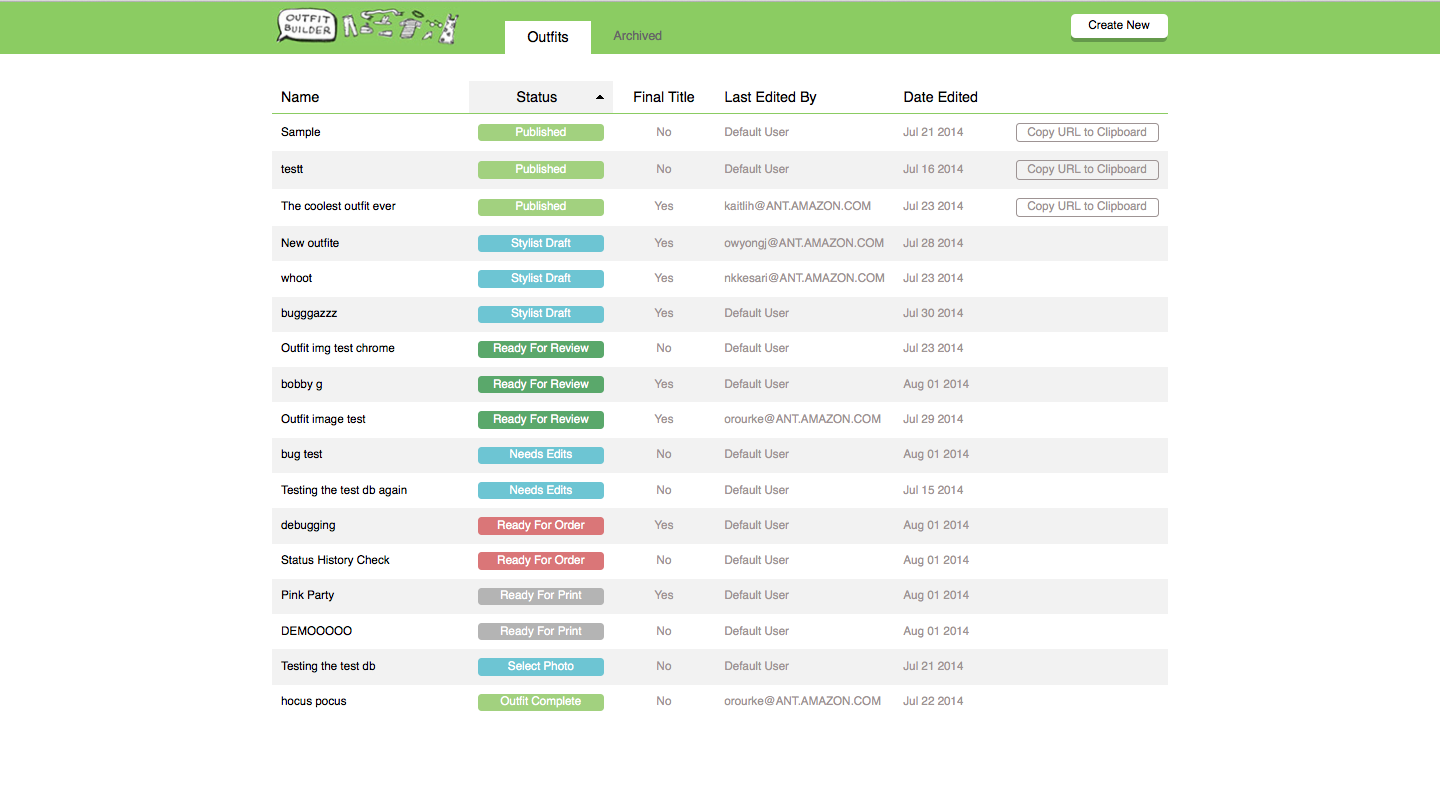 OUTFIT
BUILDER
Outfits Archived Create New
Name Status Final Title Last Edited By Date Edited
Sample Published No Default User Jul 21 2014 Copy URL to Clipboard
testt Published No Default User Jul 16 2014 Copy URL to Clipboard
The coolest outfit ever Published Yes kaitlih@ANT.AMAZON.COM Jul 23 2014 Copy URL to Clipboard
New outfite Stylist Draft Yes owyongj@ANT.AMAZON.COM Jul 28 2014
whoot Stylist Draft Yes nkkesari@ANT.AMAZON.COM Jul 23 2014
bugggazzz Stylist Draft Yes Default User Jul 30 2014
Outfit img test chrome Ready For Review No Default User Jul 23 2014
bobby g Ready For Review Yes Default User Aug 01 2014
Outfit image test Ready For Review Yes orourke@ANT.AMAZON.COM Jul 29 2014
bug test Needs Edits No Default User Aug 01 2014
Testing the test db again Needs Edits No Default User Jul 15 2014
debugging Ready For Order Yes Default User Aug 01 2014
Status History Check Ready For Order No Default User Aug 01 2014
Pink Party Ready For Print Yes Default User Aug 01 2014
DEMOOOOO Ready For Print No Default User Aug 01 2014
Testing the test db Select Photo No Default User Jul 21 2014
hocus pocus Outfit Complete No orourke@ANT.AMAZON.COM Jul 22 2014